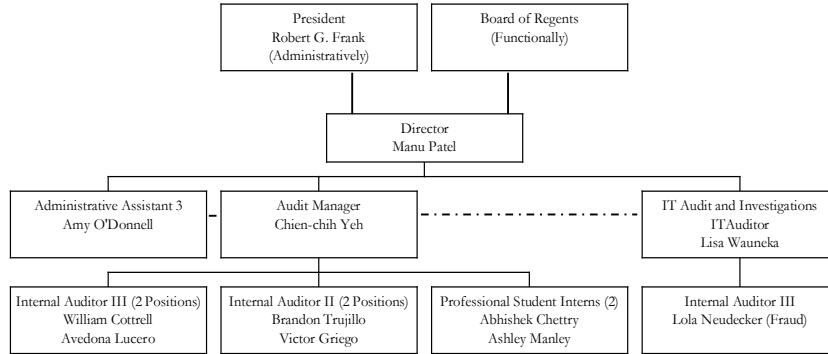 President
Robert G. Frank
(Administratively)
Board of Regents
(Functionally)
Director
Manu Patel
Administrative Assistant 3
Amy O'Donnell
Audit Manager
Chien-chih Yeh
IT Audit and Investigations
ITAuditor
Lisa Wauneka
Internal Auditor III (2 Positions)
William Cottrell
Avedona Lucero
Internal Auditor II (2 Positions)
Brandon Trujillo
Victor Griego
Professional Student Interns (2)
Abhishek Chettry
Ashley Manley
Internal Auditor III
Lola Neudecker (Fraud)